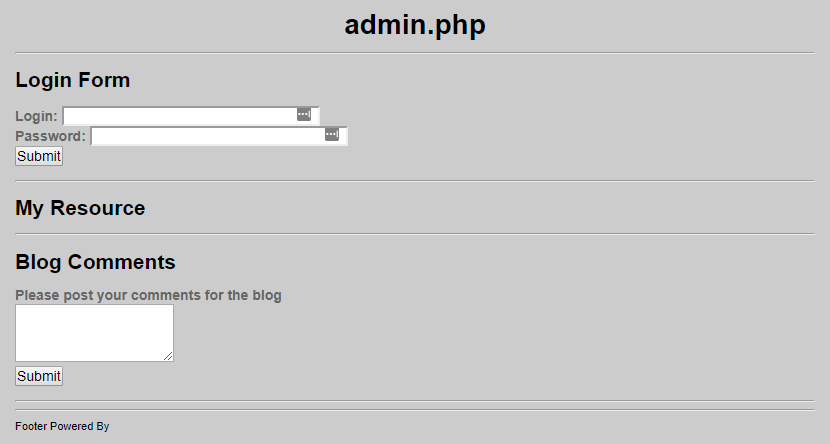 admin.php
Login Form
Login:
Password:
Submit
My Resource
Blog Comments
Please post your comments for the blog
Submit
Footer Powered By